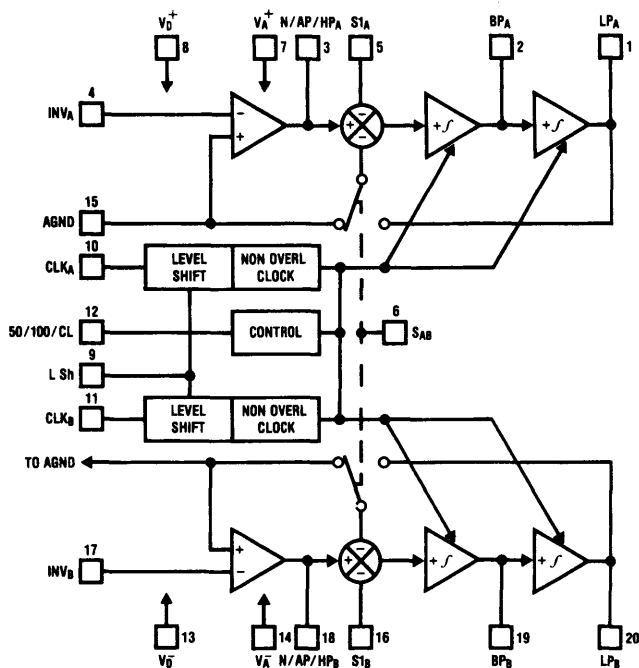 V_D^+ V_A^+ N/AP/HP_A S1_A BP_A LP_A
8 7 3 5 2 1
4
INV_A
− + + − − +∫ +∫
15
AGND
10
CLK_A LEVEL SHIFT NON OVERL CLOCK
12 6
50/100/CL CONTROL S_AB
9
L Sh
11
CLK_B LEVEL SHIFT NON OVERL CLOCK
TO AGND
17
INV_B
+ − + − − +∫ +∫
13 14 18 16 19 20
V_D^− V_A^− N/AP/HP_B S1_B BP_B LP_B